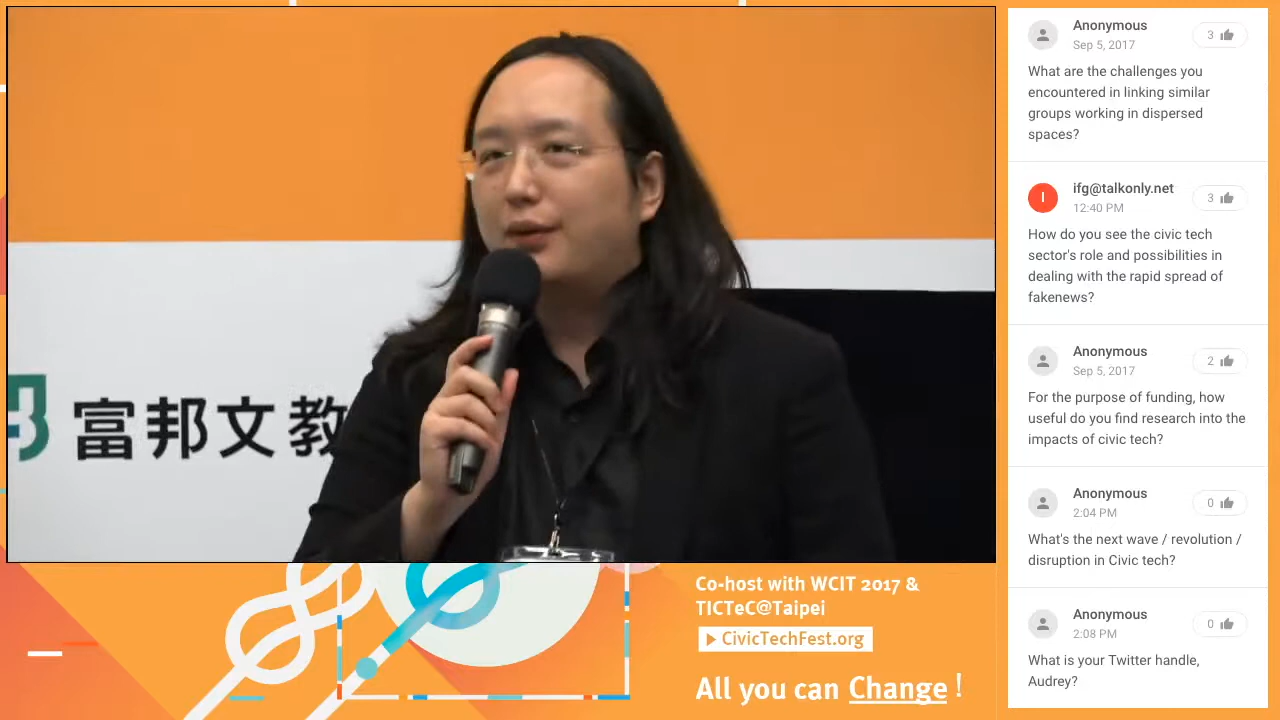 富邦文教
Co-host with WCIT 2017 &
TICTeC@Taipei
CivicTechFest.org
All you can Change!
Anonymous
Sep 5, 2017
3
What are the challenges you
encountered in linking similar
groups working in dispersed
spaces?
I
ifg@talkonly.net
12:40 PM
3
How do you see the civic tech
sector's role and possibilities in
dealing with the rapid spread of
fakenews?
Anonymous
Sep 5, 2017
2
For the purpose of funding, how
useful do you find research into the
impacts of civic tech?
Anonymous
2:04 PM
0
What's the next wave / revolution /
disruption in Civic tech?
Anonymous
2:08 PM
0
What is your Twitter handle,
Audrey?